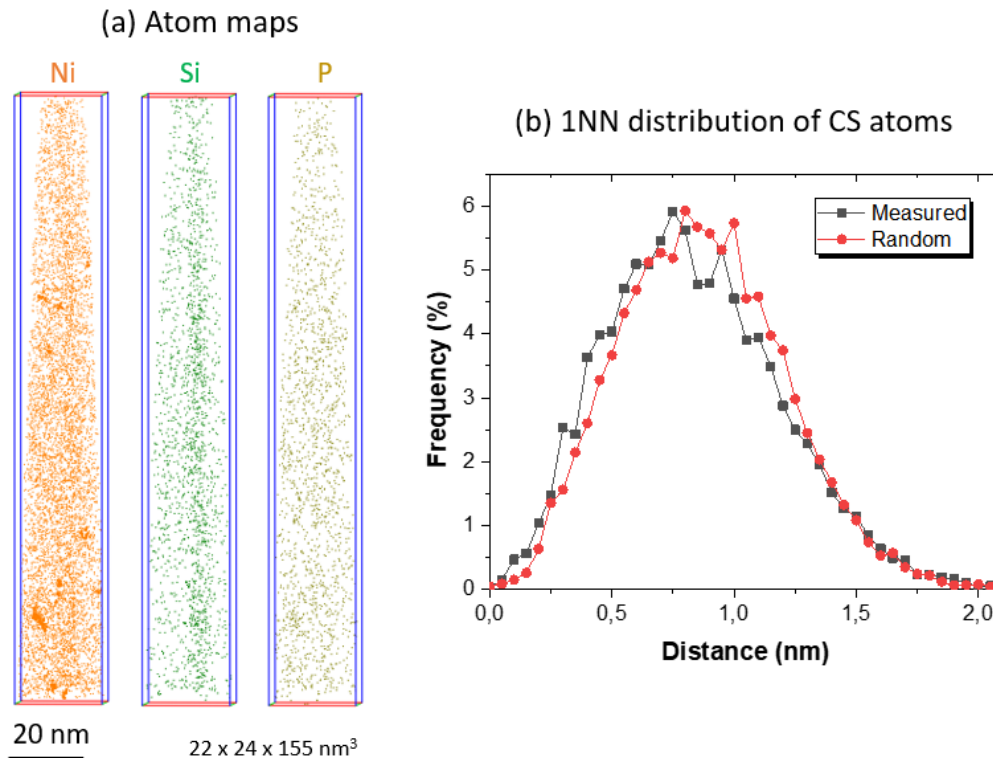 (a) Atom maps
Ni
Si
P
20 nm
22 x 24 x 155 nm³
(b) 1NN distribution of CS atoms
Measured
Random
6
5
4
3
2
1
0
Frequency (%)
0,0
0,5
1,0
1,5
2,0
Distance (nm)